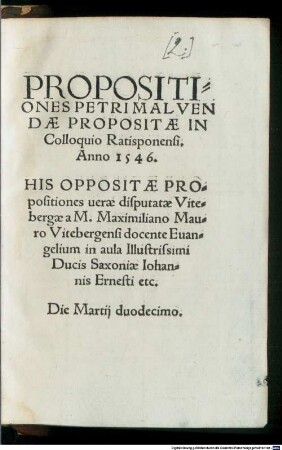 [2.]
PROPOSITI=
ONES PETRI MALVEN
DÆ PROPOSITÆ IN
Colloquio Ratisponensi.
Anno 1546.
HIS OPPOSITÆ PRO=
positiones ueræ disputatæ Vite=
bergæ a M. Maximiliano Mau=
ro Vitebergensi docente Euan=
gelium in aula Illustrissimi
Ducis Saxoniæ Iohan=
nis Ernesti etc.
Die Martij duodecimo.